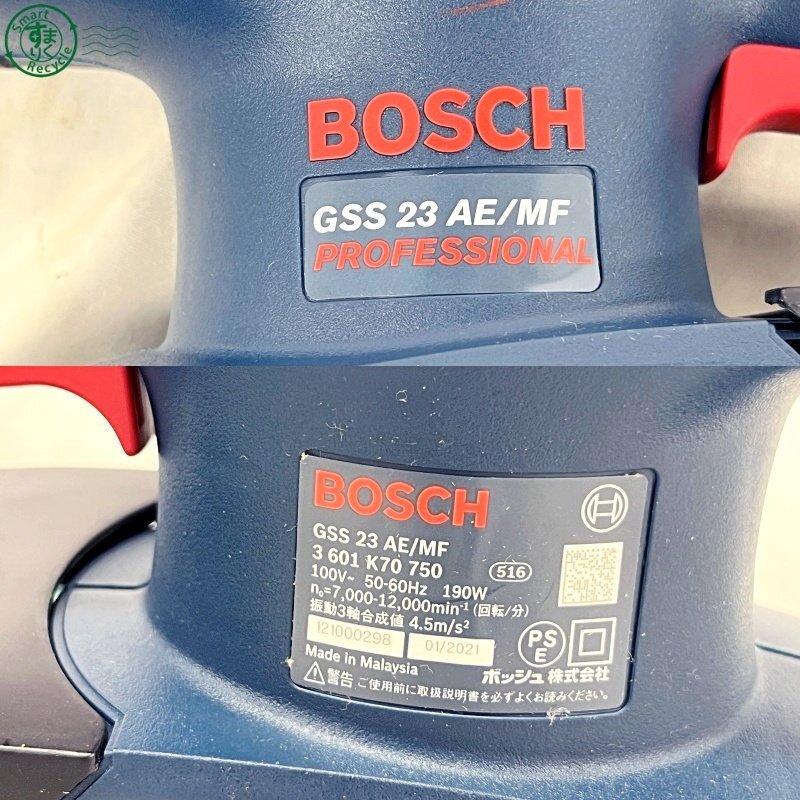 Smart
すまりく
Recycle
BOSCH
GSS 23 AE/MF
PROFESSIONAL
BOSCH
GSS 23 AE/MF
3 601 K70 750
516
100V~ 50-60Hz 190W
n₀=7,000-12,000min⁻¹ (回転/分)
振動3軸合成値 4.5m/s²
121000298 01/2021
PS
E
Made in Malaysia
ボッシュ株式会社
警告 ご使用前に取扱説明書を必ずよくお読みください。